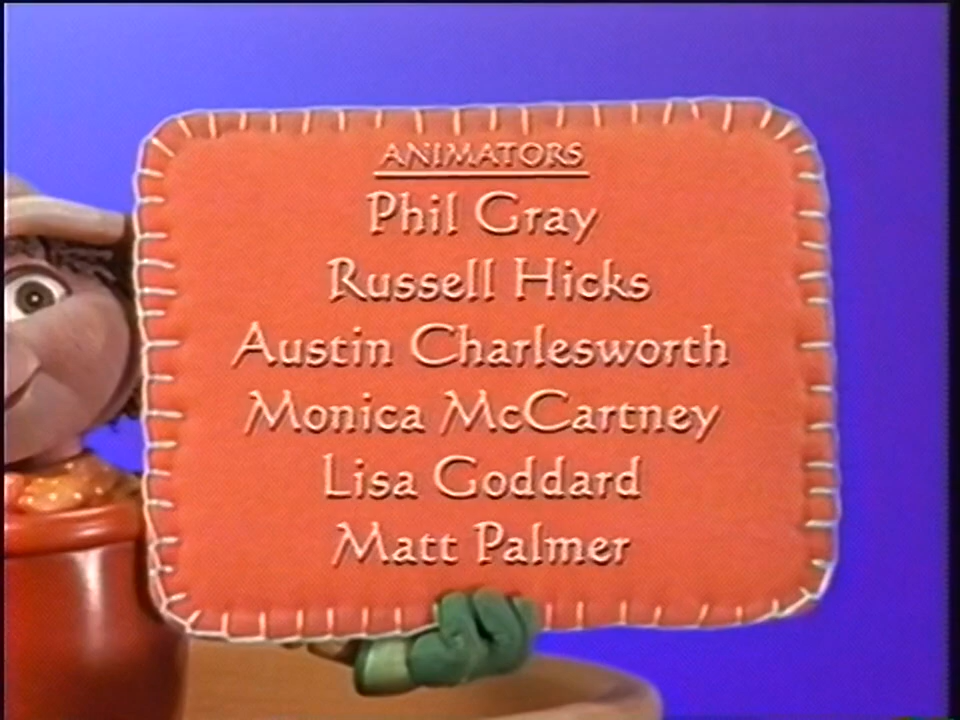 ANIMATORS
Phil Gray
Russell Hicks
Austin Charlesworth
Monica McCartney
Lisa Goddard
Matt Palmer